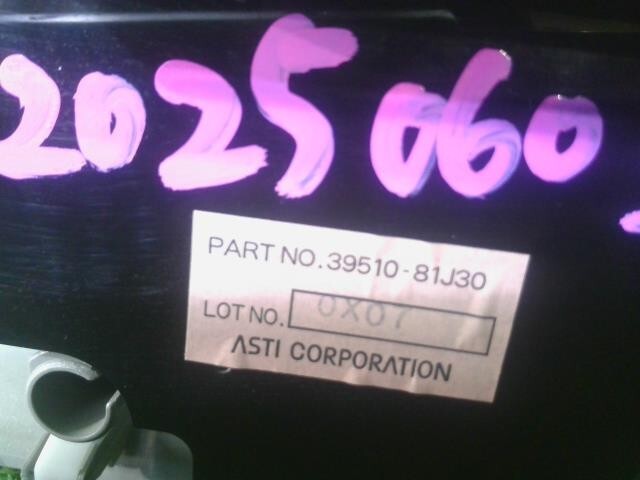 2025060
PART NO. 39510-81J30
LOT NO. 0X07
ASTI CORPORATION